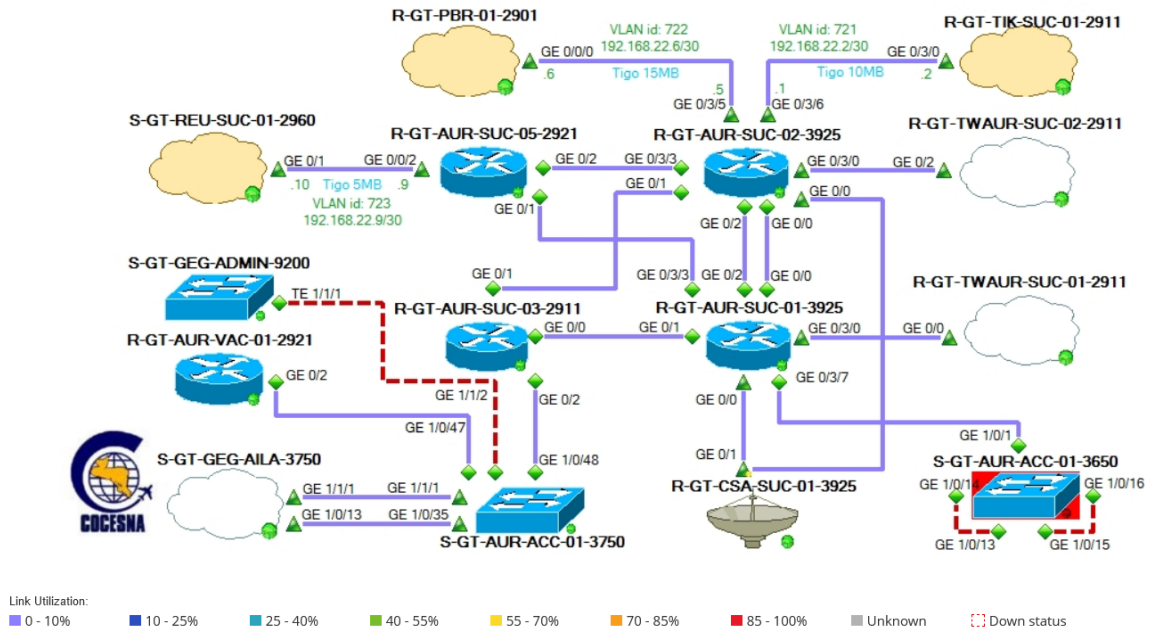 R-GT-PBR-01-2901
R-GT-TIK-SUC-01-2911
VLAN id: 722
192.168.22.6/30
VLAN id: 721
192.168.22.2/30
GE 0/0/0
GE 0/3/0
.6
Tigo 15MB
Tigo 10MB
.2
.5
.1
GE 0/3/5
GE 0/3/6
S-GT-REU-SUC-01-2960
R-GT-AUR-SUC-05-2921
R-GT-AUR-SUC-02-3925
R-GT-TWAUR-SUC-02-2911
GE 0/1
GE 0/0/2
GE 0/2
GE 0/3/3
GE 0/3/0
GE 0/2
.10
Tigo 5MB
.9
GE 0/1
GE 0/0
VLAN id: 723
192.168.22.9/30
GE 0/1
GE 0/2
GE 0/0
S-GT-GEG-ADMIN-9200
GE 0/1
GE 0/3/3
GE 0/2
GE 0/0
R-GT-TWAUR-SUC-01-2911
TE 1/1/1
R-GT-AUR-SUC-03-2911
R-GT-AUR-SUC-01-3925
R-GT-AUR-VAC-01-2921
GE 0/0
GE 0/1
GE 0/3/0
GE 0/0
GE 0/2
GE 1/1/2
GE 0/2
GE 0/0
GE 0/3/7
GE 1/0/47
GE 1/0/1
S-GT-GEG-AILA-3750
GE 1/0/48
GE 0/1
S-GT-AUR-ACC-01-3650
GE 1/1/1
GE 1/1/1
R-GT-CSA-SUC-01-3925
GE 1/0/14
GE 1/0/16
GE 1/0/13
GE 1/0/35
COCESNA
S-GT-AUR-ACC-01-3750
GE 1/0/13
GE 1/0/15
Link Utilization:
0 - 10%
10 - 25%
25 - 40%
40 - 55%
55 - 70%
70 - 85%
85 - 100%
Unknown
Down status